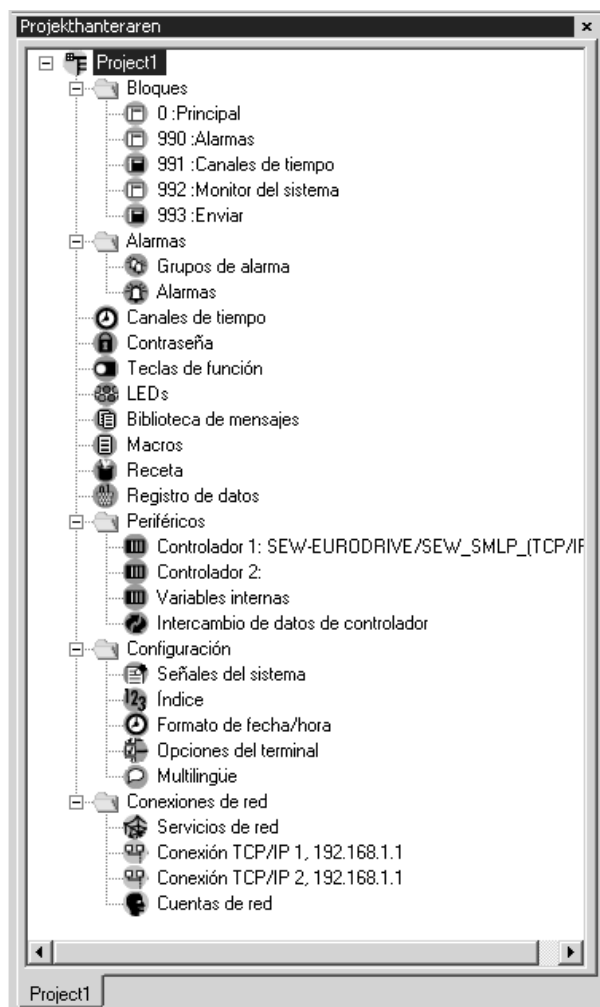 Projekthanteraren
Project1
Bloques
0 :Principal
990 :Alarmas
991 :Canales de tiempo
992 :Monitor del sistema
993 :Enviar
Alarmas
Grupos de alarma
Alarmas
Canales de tiempo
Contraseña
Teclas de función
LEDs
Biblioteca de mensajes
Macros
Receta
Registro de datos
Periféricos
Controlador 1: SEW-EURODRIVE/SEW_SMLP_(TCP/IP
Controlador 2:
Variables internas
Intercambio de datos de controlador
Configuración
Señales del sistema
Índice
Formato de fecha/hora
Opciones del terminal
Multilingüe
Conexiones de red
Servicios de red
Conexión TCP/IP 1, 192.168.1.1
Conexión TCP/IP 2, 192.168.1.1
Cuentas de red
Project1